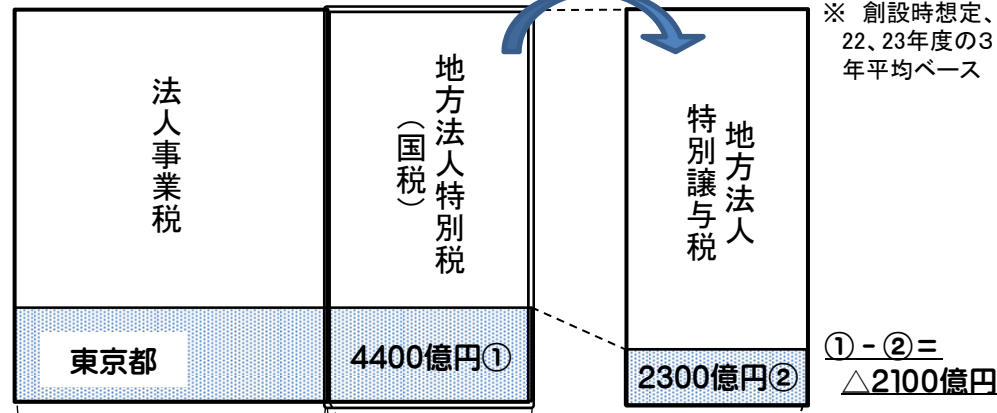 ※ 創設時想定、
22、23年度の3
年平均ベース
法人事業税
地方法人特別税
（国税）
地方法人
特別譲与税
東京都
4400億円①
2300億円②
①-②=
△2100億円